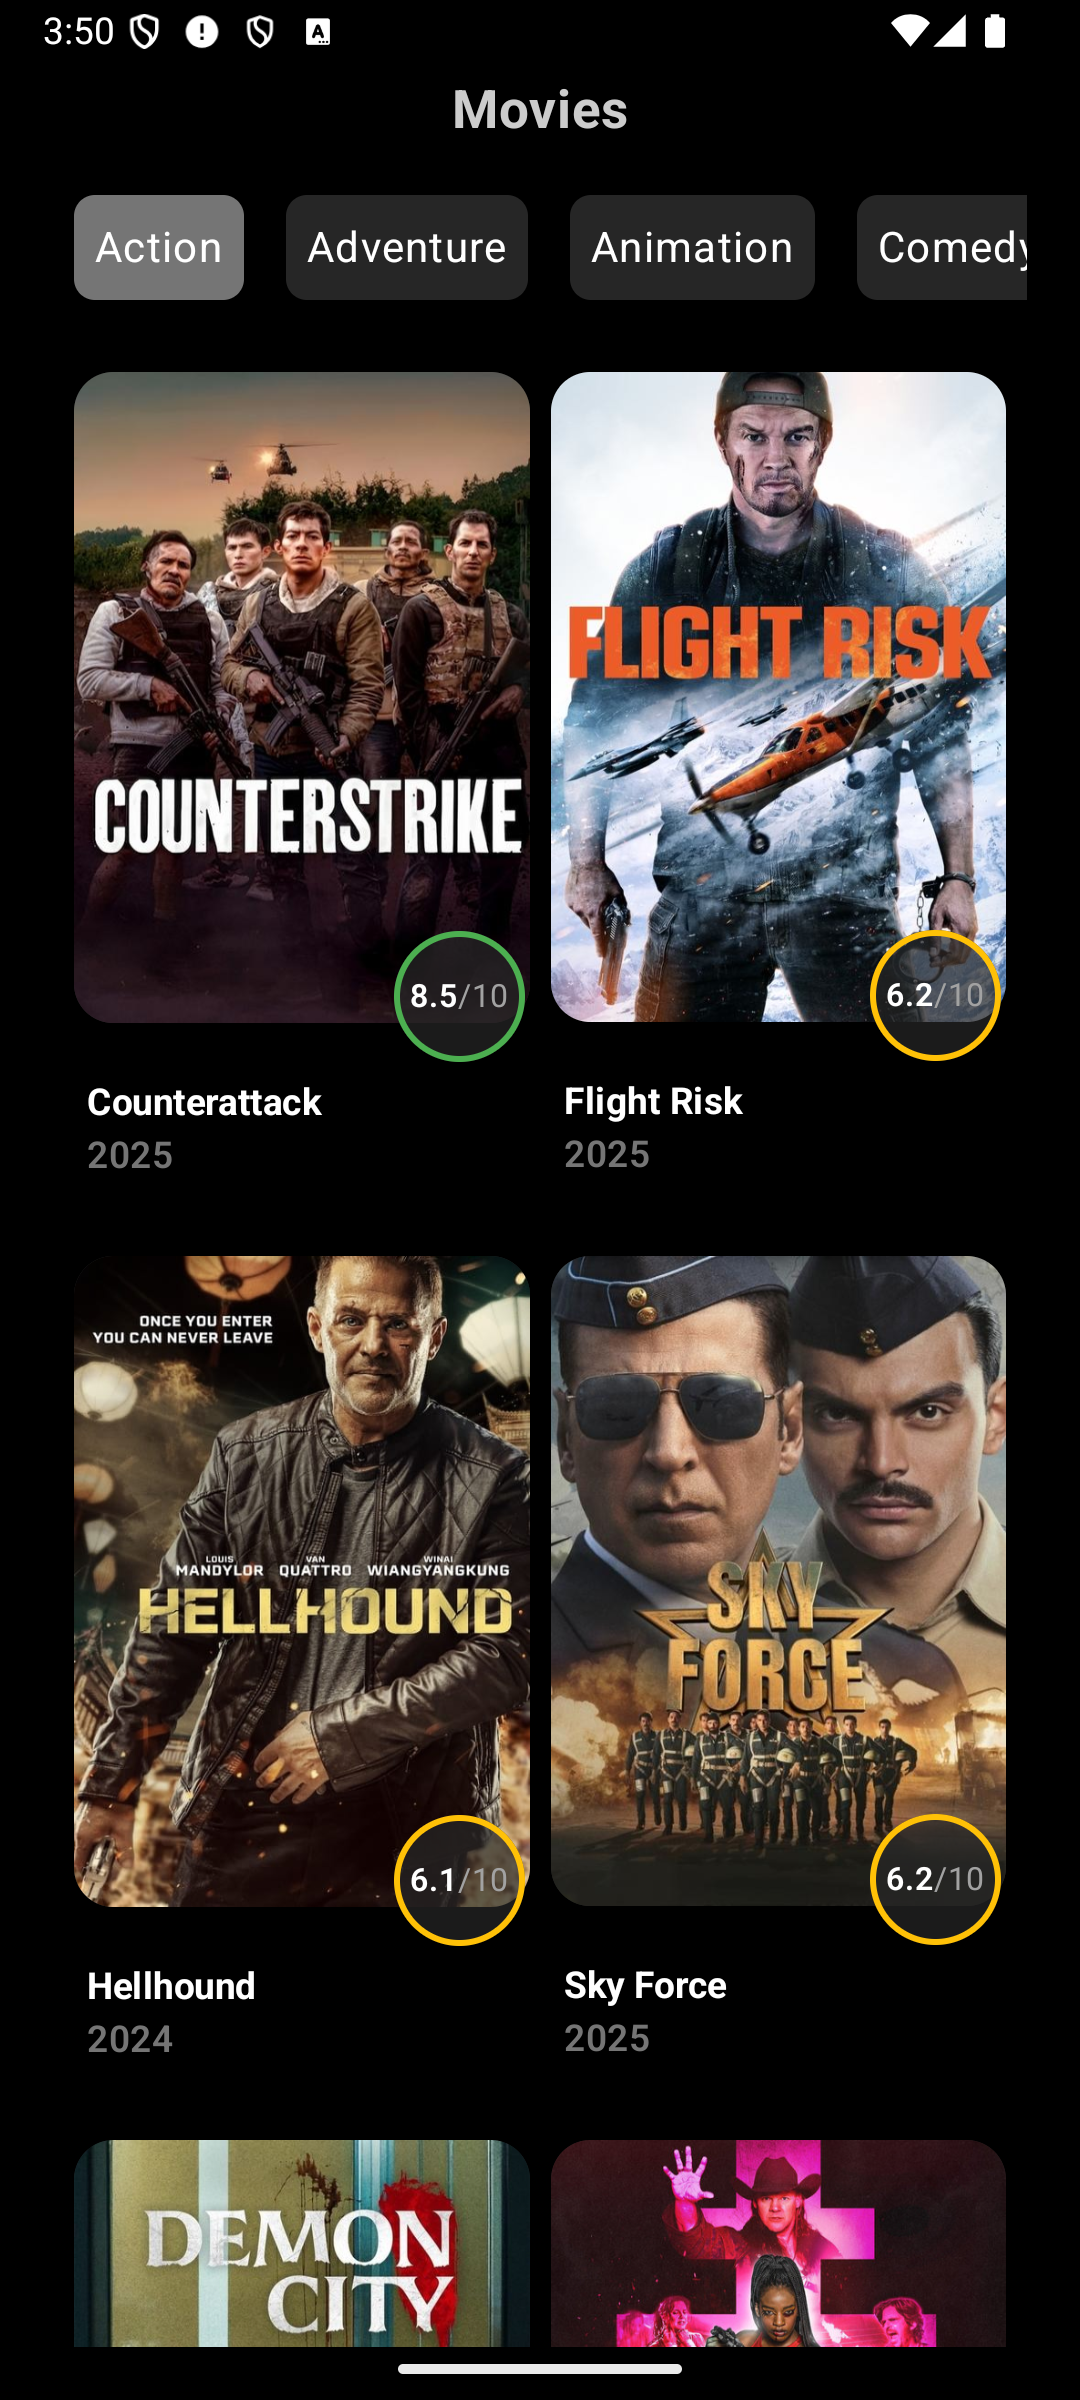 3:50
Movies
Action
Adventure
Animation
Comedy
COUNTERSTRIKE
8.5/10
FLIGHT RISK
6.2/10
Counterattack
2025
Flight Risk
2025
ONCE YOU ENTER
YOU CAN NEVER LEAVE
LOUIS MANDYLOR
VAN QUATTRO
WINAI WIANGYANGKUNG
HELLHOUND
6.1/10
SKY
FORCE
6.2/10
Hellhound
2024
Sky Force
2025
DEMON
CITY